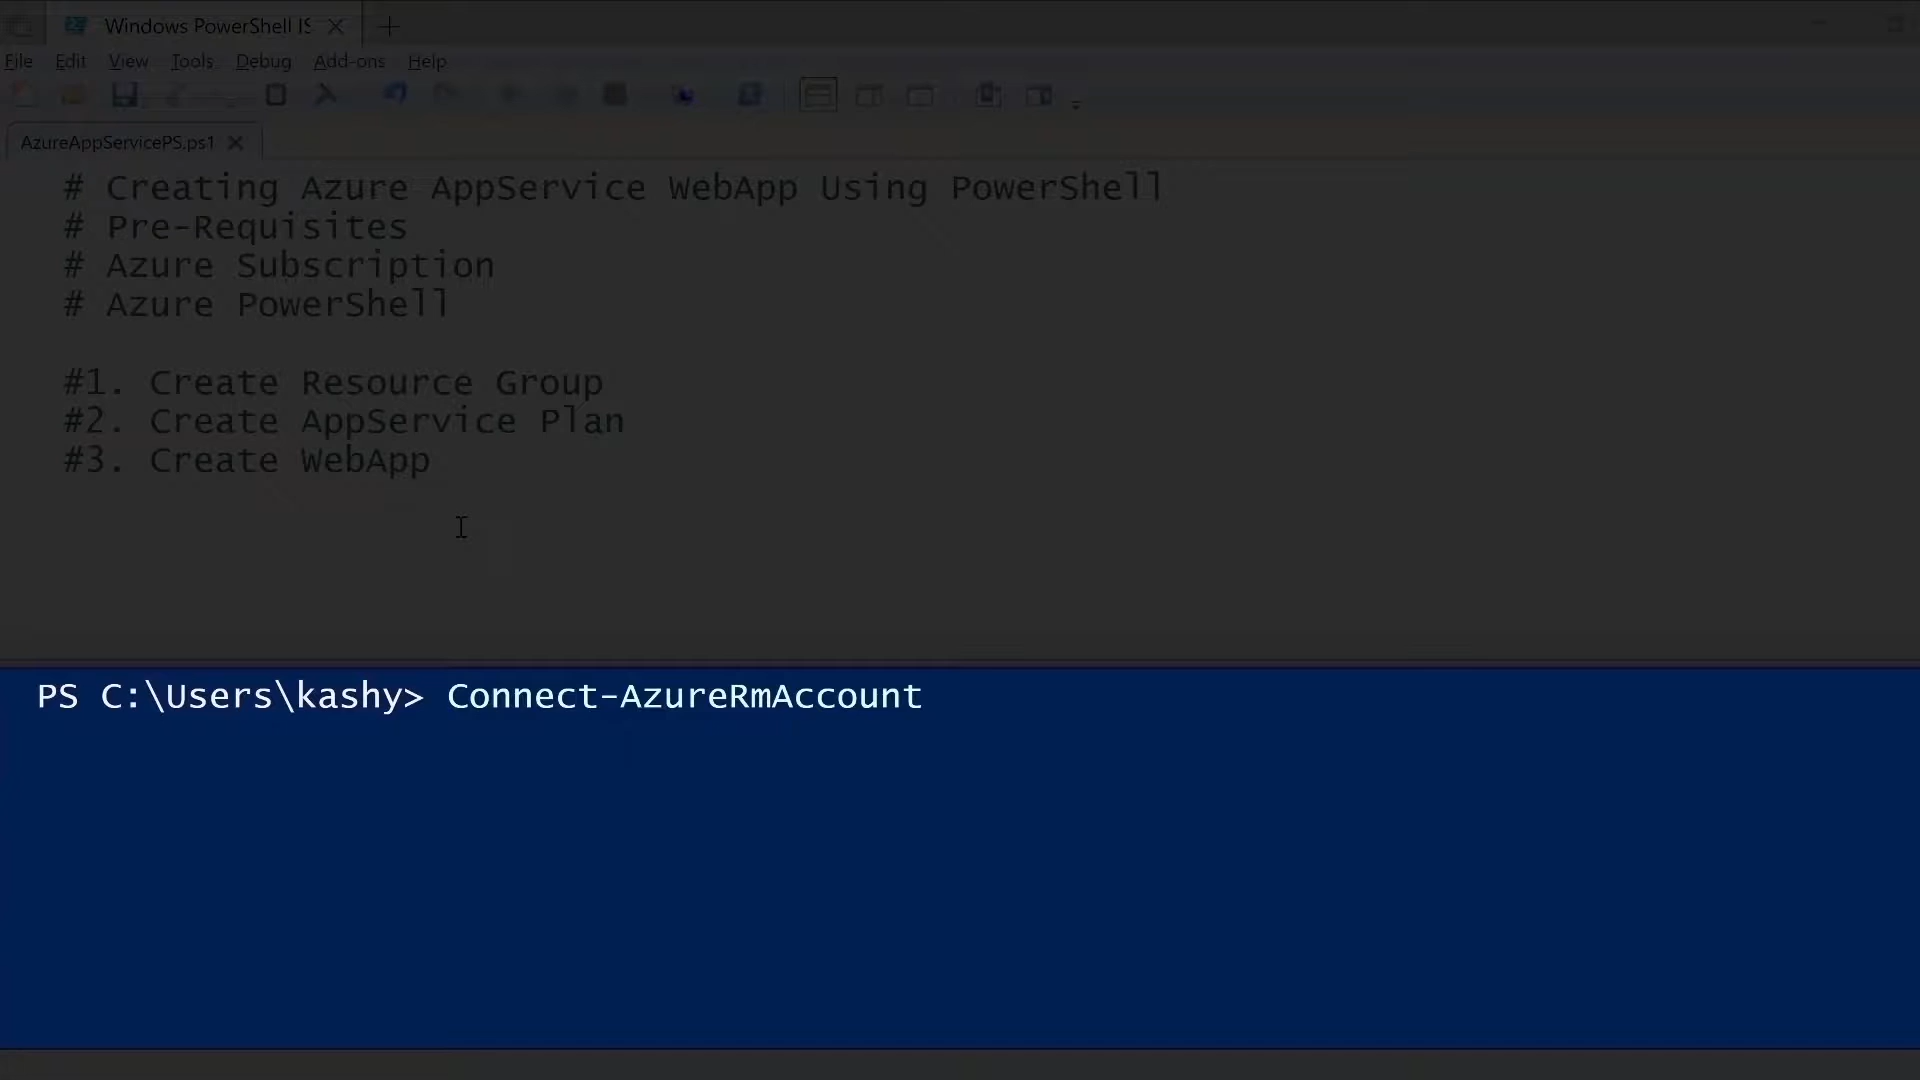 Windows PowerShell IS
File Edit View Tools Debug Add-ons Help
AzureAppServicePS.ps1
# Creating Azure AppService WebApp Using PowerShell
# Pre-Requisites
# Azure Subscription
# Azure PowerShell
#1. Create Resource Group
#2. Create AppService Plan
#3. Create WebApp
PS C:\Users\kashy> Connect-AzureRmAccount